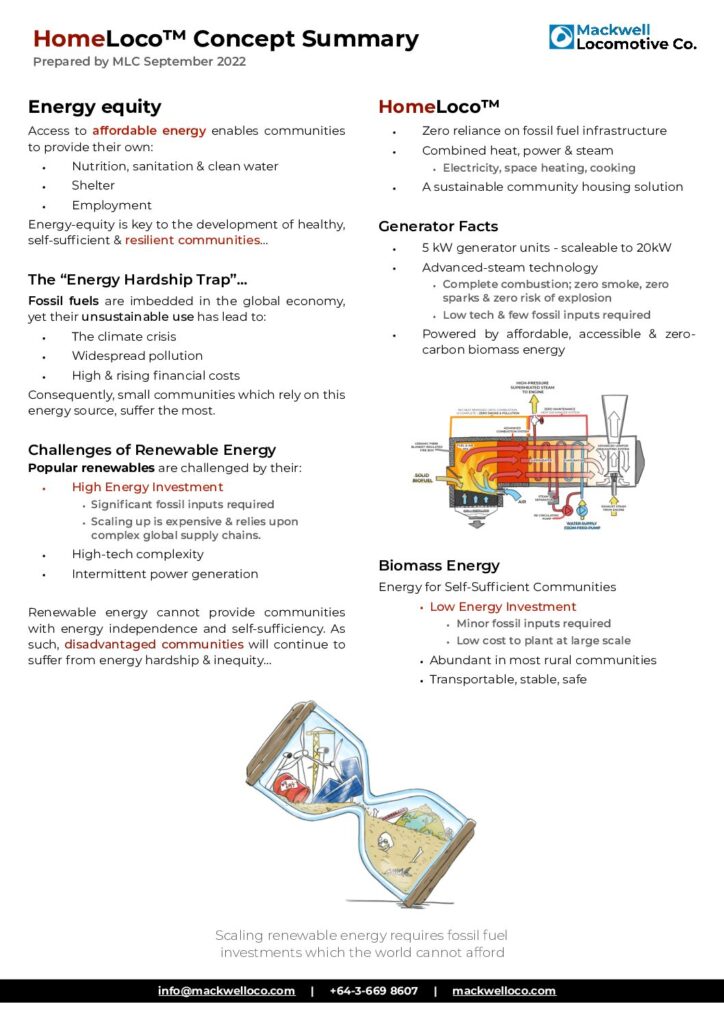 HomeLoco™ Concept Summary
Prepared by MLC September 2022
Mackwell
Locomotive Co.
Energy equity
Access to affordable energy enables communities
to provide their own:
• Nutrition, sanitation & clean water
• Shelter
• Employment
Energy-equity is key to the development of healthy,
self-sufficient & resilient communities...
The “Energy Hardship Trap”...
Fossil fuels are imbedded in the global economy,
yet their unsustainable use has lead to:
• The climate crisis
• Widespread pollution
• High & rising financial costs
Consequently, small communities which rely on this
energy source, suffer the most.
Challenges of Renewable Energy
Popular renewables are challenged by their:
• High Energy Investment
• Significant fossil inputs required
• Scaling up is expensive & relies upon
complex global supply chains.
• High-tech complexity
• Intermittent power generation
Renewable energy cannot provide communities
with energy independence and self-sufficiency. As
such, disadvantaged communities will continue to
suffer from energy hardship & inequity...
HomeLoco™
• Zero reliance on fossil fuel infrastructure
• Combined heat, power & steam
• Electricity, space heating, cooking
• A sustainable community housing solution
Generator Facts
• 5 kW generator units - scaleable to 20kW
• Advanced-steam technology
• Complete combustion; zero smoke, zero
sparks & zero risk of explosion
• Low tech & few fossil inputs required
• Powered by affordable, accessible & zero-
carbon biomass energy
HIGH-PRESSURE
SUPERHEATED STEAM
TO ENGINE
ADVANCED
COMBUSTION SYSTEM
SOLID
BIOFUEL
AIR
STEAM
SEPARATOR
RE-CIRCULATING
PUMP
WATER SUPPLY
FROM FEED-PUMP
EXHAUST STEAM
FROM ENGINE
Biomass Energy
Energy for Self-Sufficient Communities
• Low Energy Investment
• Minor fossil inputs required
• Low cost to plant at large scale
• Abundant in most rural communities
• Transportable, stable, safe
Scaling renewable energy requires fossil fuel
investments which the world cannot afford
info@mackwelloco.com | +64-3-669 8607 | mackwelloco.com